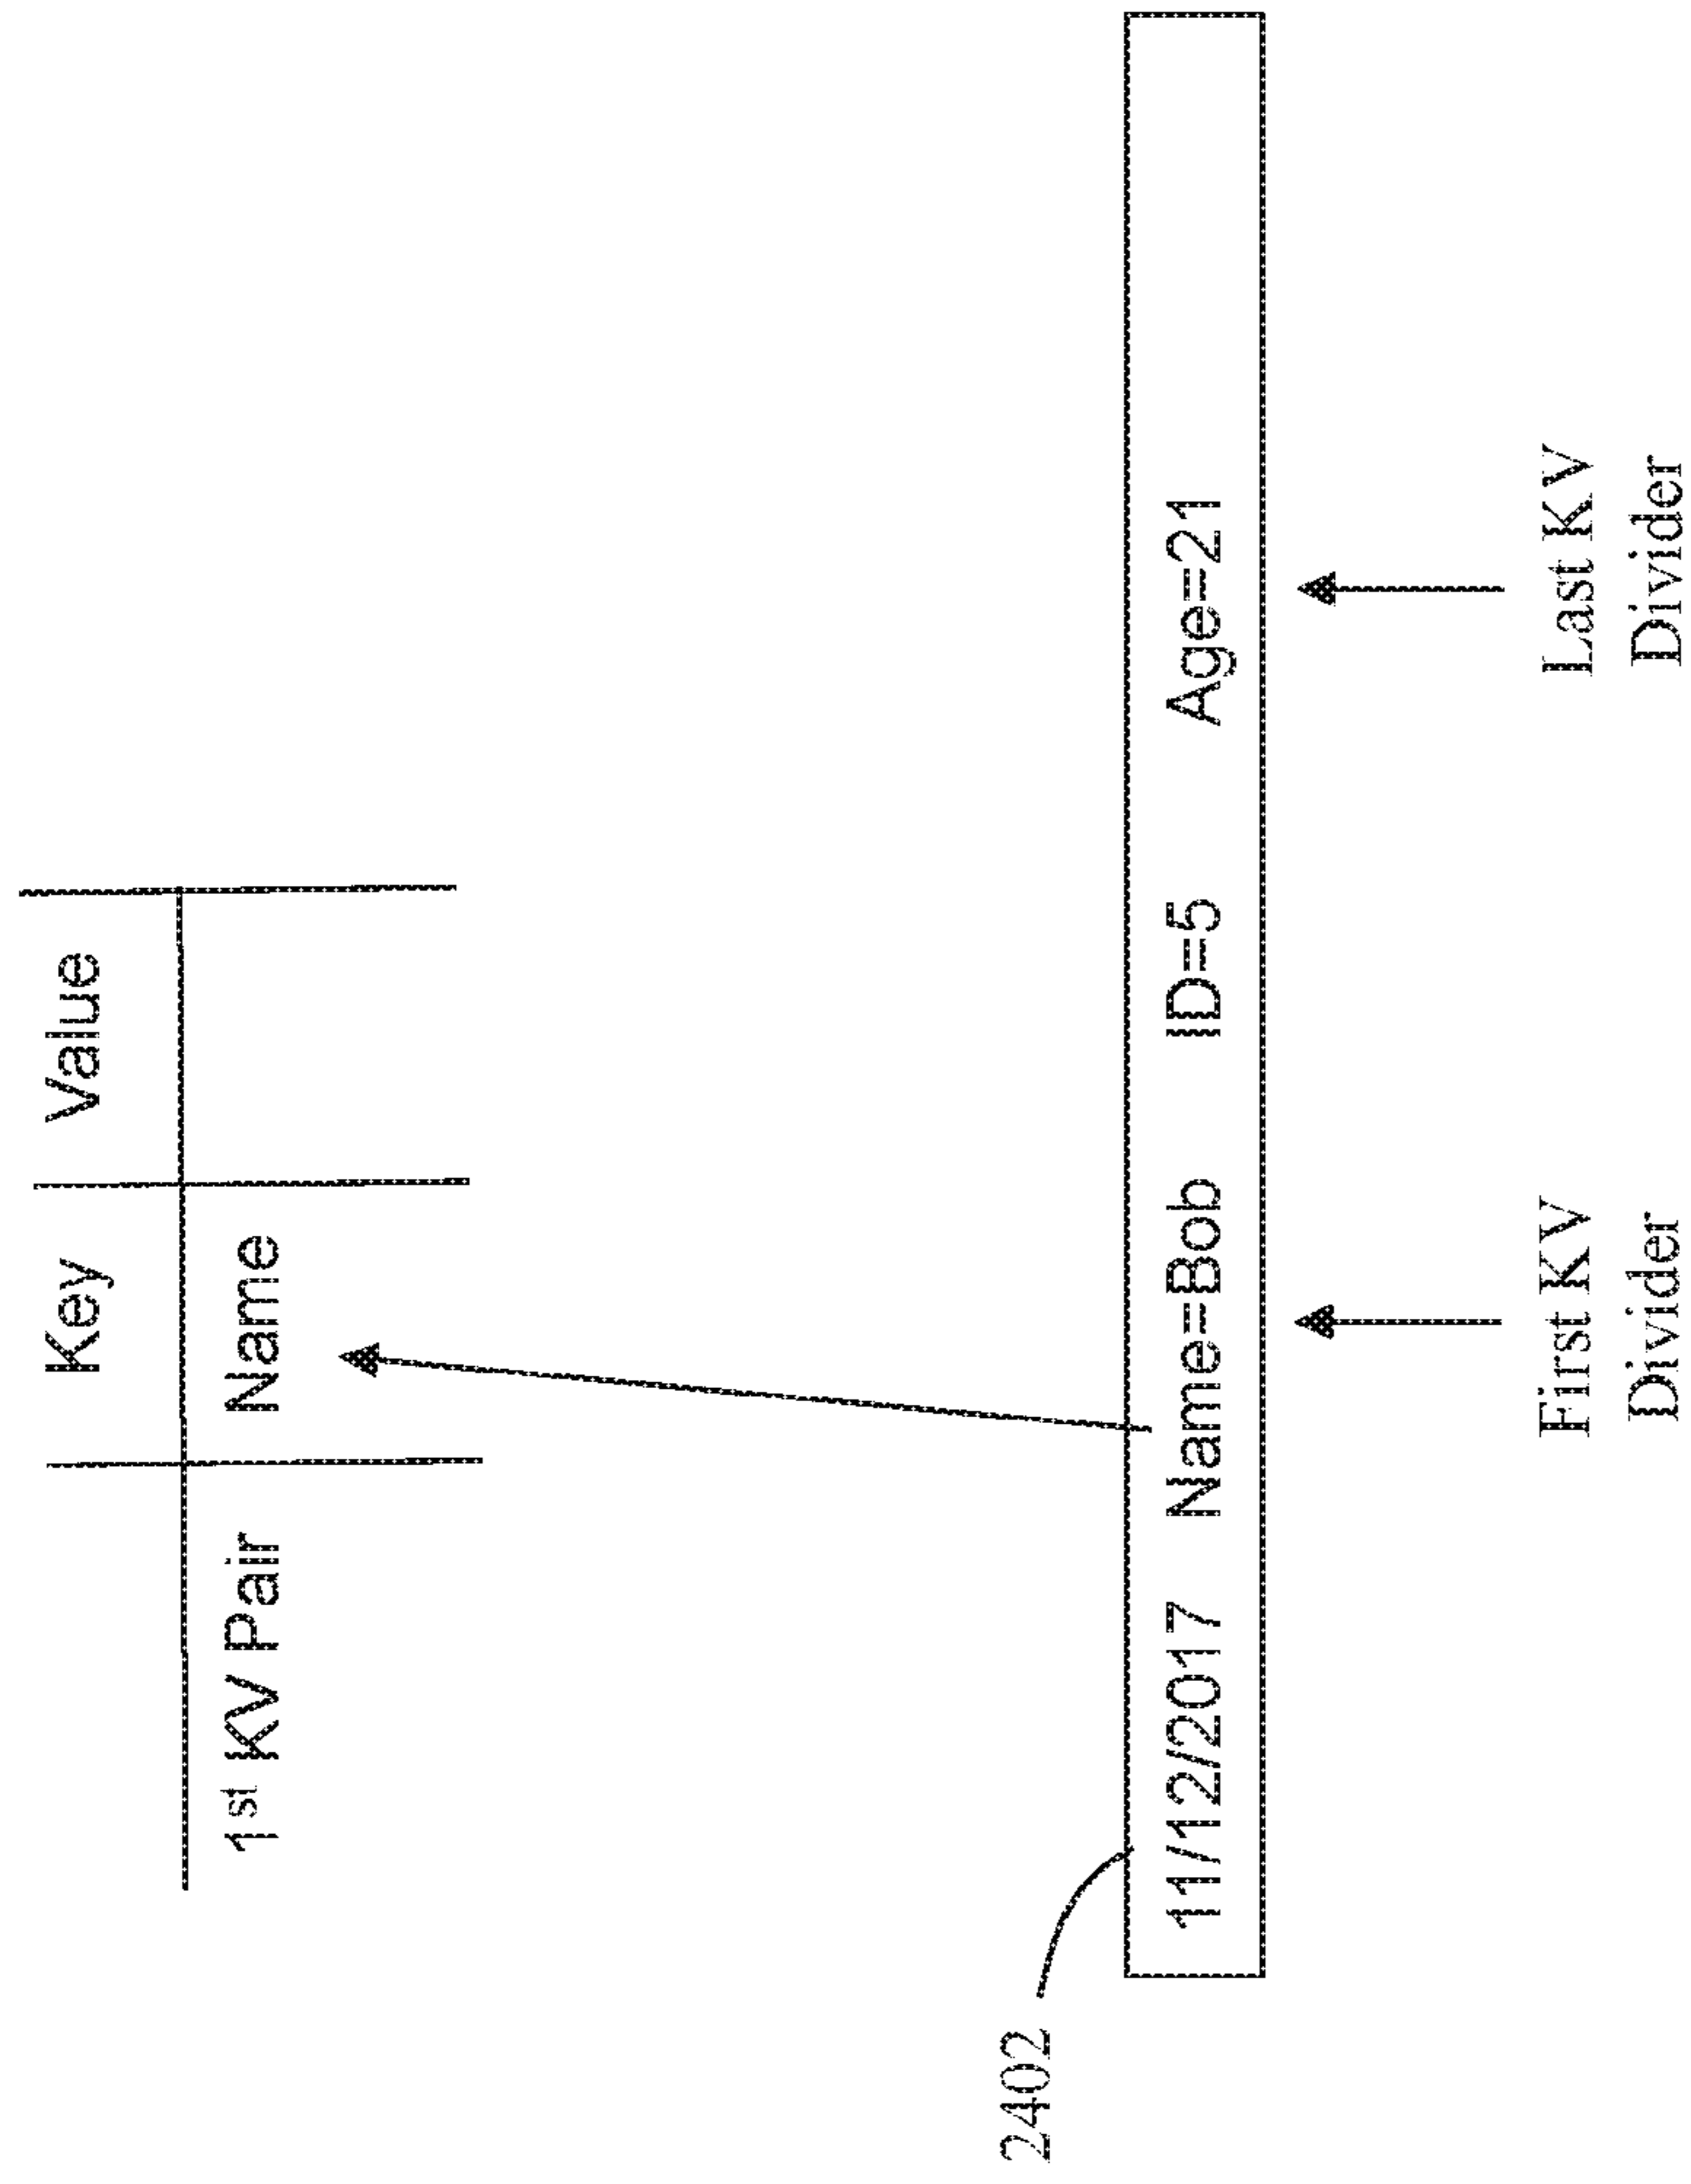 Key Value
1st KV Pair Name
2402
11/12/2017 Name=Bob ID=5 Age=21
First KV Last KV
Divider Divider